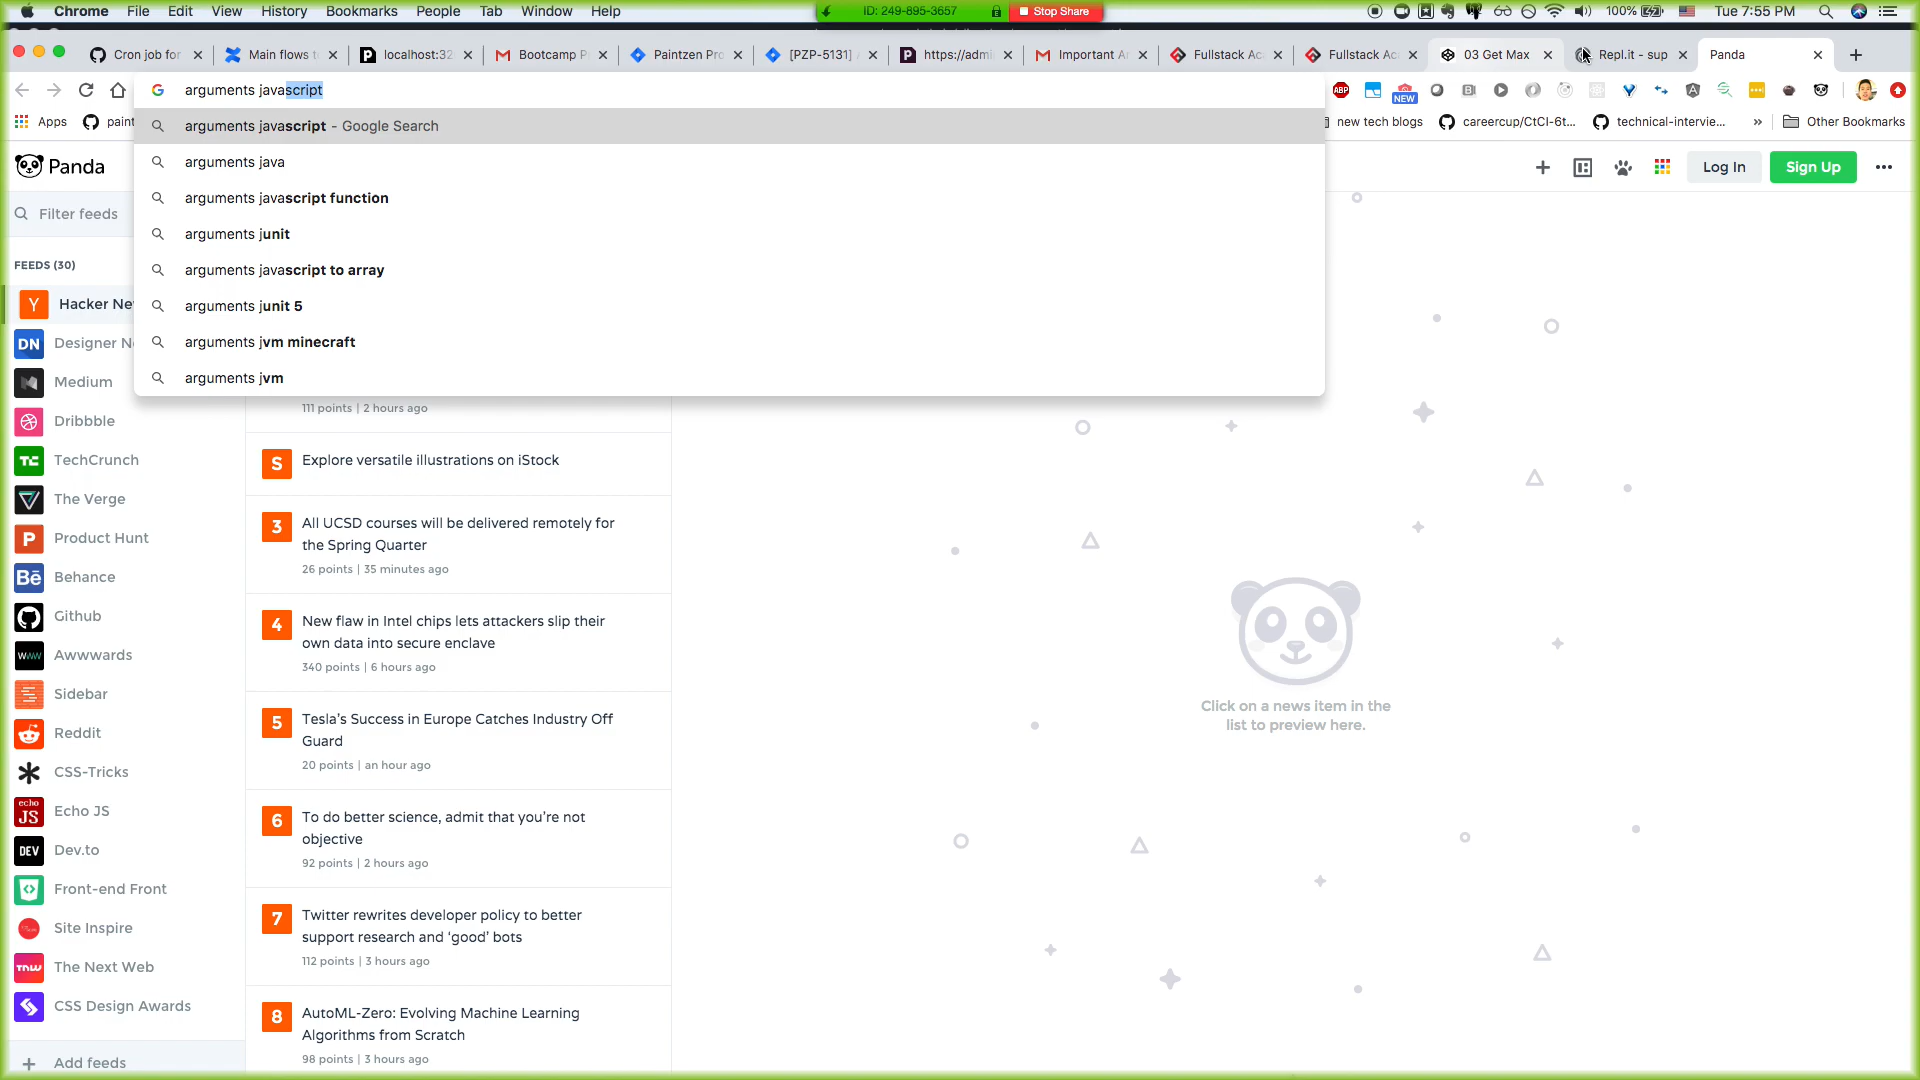 Chrome File Edit View History Bookmarks People Tab Window Help
ID: 249-895-3657
Stop Share
100%
Tue 7:55 PM
Cron job for
Main flows t
localhost:32
Bootcamp P
Paintzen Pro
[PZP-5131] A
https://admi
Important A
Fullstack Ac
Fullstack Ac
03 Get Max
Repl.it - sup
Panda
arguments javascript
ABP
NEW
Apps
paint
new tech blogs
careercup/CtCI-6t...
technical-intervie...
»
Other Bookmarks
arguments javascript - Google Search
arguments java
arguments javascript function
arguments junit
arguments javascript to array
arguments junit 5
arguments jvm minecraft
arguments jvm
Panda
Log In
Sign Up
Filter feeds
FEEDS (30)
Y Hacker Ne
DN Designer N
Medium
Dribbble
TC TechCrunch
The Verge
P Product Hunt
Bē Behance
Github
www Awwwards
Sidebar
Reddit
CSS-Tricks
echo JS Echo JS
DEV Dev.to
Front-end Front
Site Inspire
TNW The Next Web
CSS Design Awards
Add feeds
111 points | 2 hours ago
S
Explore versatile illustrations on iStock
3
All UCSD courses will be delivered remotely for
the Spring Quarter
26 points | 35 minutes ago
4
New flaw in Intel chips lets attackers slip their
own data into secure enclave
340 points | 6 hours ago
5
Tesla's Success in Europe Catches Industry Off
Guard
20 points | an hour ago
6
To do better science, admit that you're not
objective
92 points | 2 hours ago
7
Twitter rewrites developer policy to better
support research and ‘good’ bots
112 points | 3 hours ago
8
AutoML-Zero: Evolving Machine Learning
Algorithms from Scratch
98 points | 3 hours ago
Click on a news item in the
list to preview here.